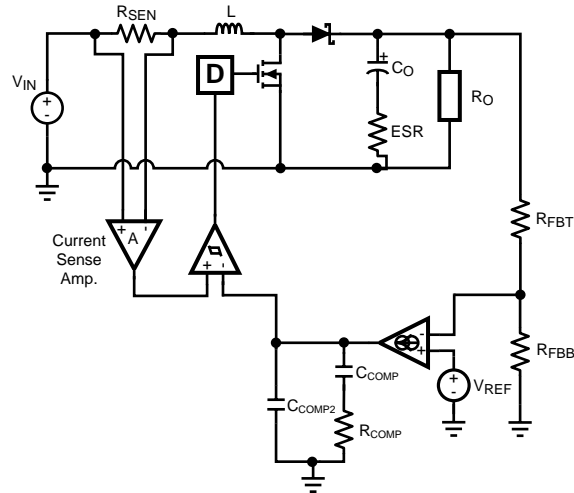 RSEN
L
VIN
+
-
D
+
CO
ESR
RO
RFBT
+ A -
Current
Sense
Amp.
+ -
-
+
RFBB
CCOMP
CCOMP2
RCOMP
+
-
VREF